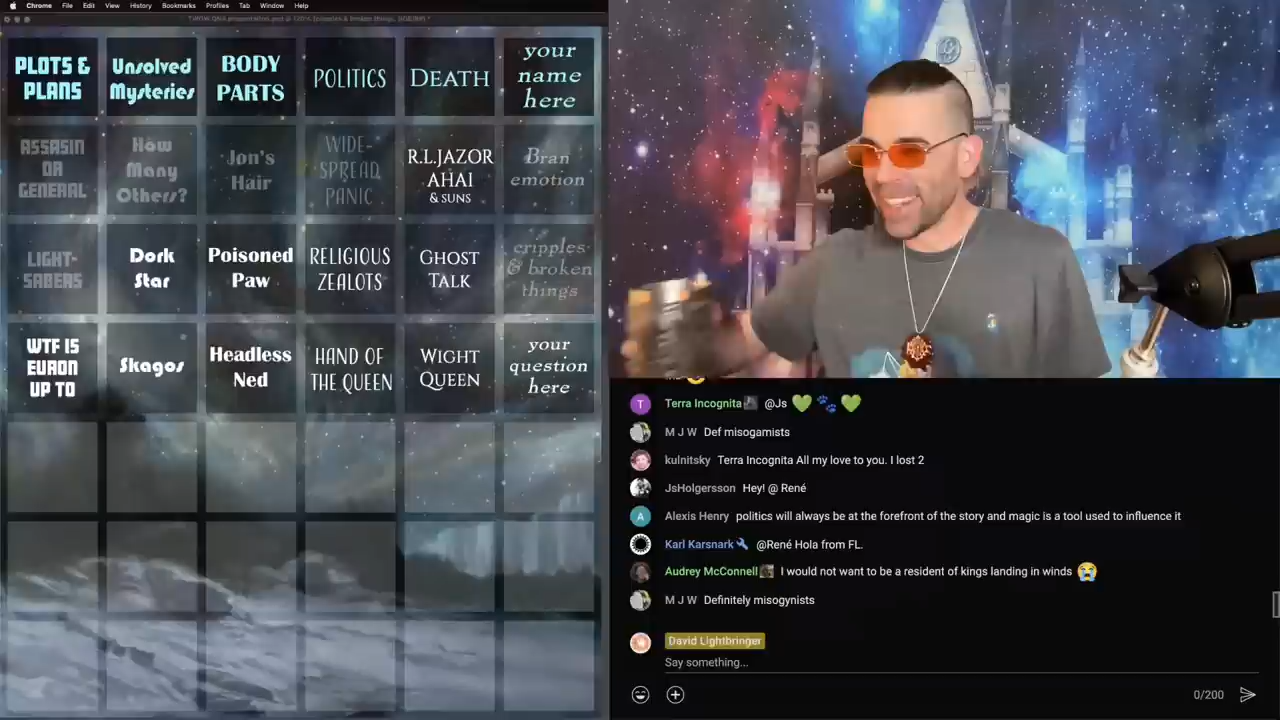 Chrome File Edit View History Bookmarks Profiles Tab Window Help
PLOTS &
PLANS
Unsolved
Mysteries
BODY
PARTS
POLITICS
DEATH
your
name
here
ASSASIN
OR
GENERAL
How
Many
Others?
Jon's
Hair
WIDE-
SPREAD
PANIC
R.L.JAZOR
AHAI
& SUNS
Bran
emotion
LIGHT-
SABERS
Dork
Star
Poisoned
Paw
RELIGIOUS
ZEALOTS
GHOST
TALK
cripples
& broken
things
WTF IS
EURON
UP TO
Skagos
Headless
Ned
HAND OF
THE QUEEN
WIGHT
QUEEN
your
question
here
T Terra Incognita @Js
M J W Def misogamists
kulnitsky Terra Incognita All my love to you. I lost 2
JsHolgersson Hey! @ René
A Alexis Henry politics will always be at the forefront of the story and magic is a tool used to influence it
Karl Karsnark @René Hola from FL.
Audrey McConnell I would not want to be a resident of kings landing in winds
M J W Definitely misogynists
David Lightbringer
Say something...
0/200